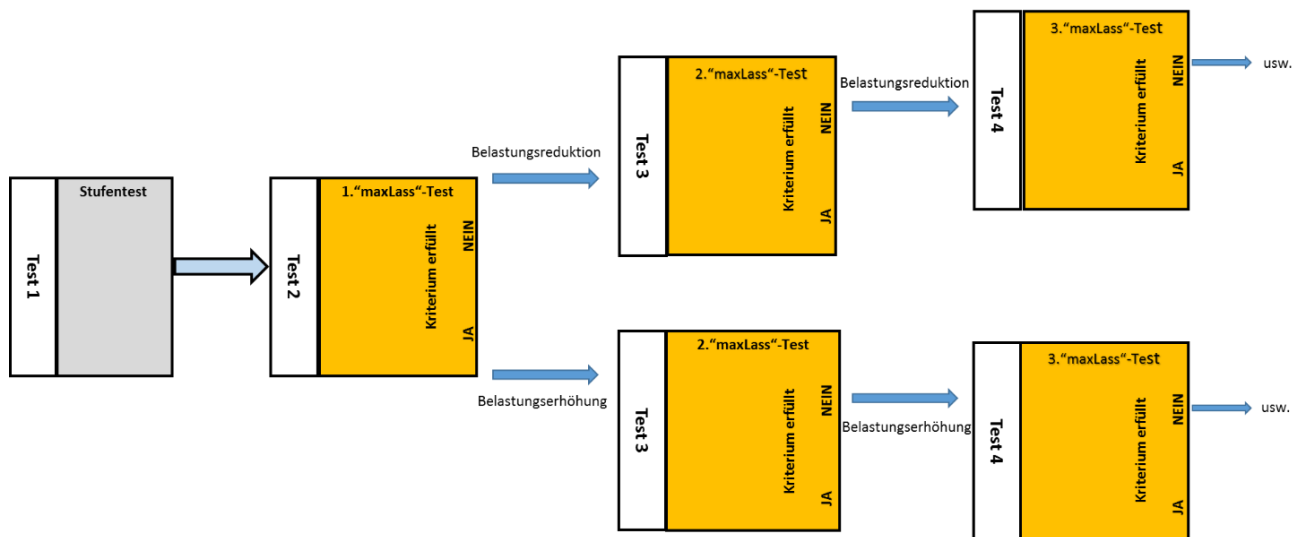 Test 1
Stufentest
Test 2
1.“maxLass“-Test
Kriterium erfüllt
NEIN
JA
Belastungsreduktion
Test 3
2.“maxLass“-Test
Kriterium erfüllt
NEIN
JA
Belastungsreduktion
Test 4
3.“maxLass“-Test
Kriterium erfüllt
NEIN
JA
usw.
Belastungserhöhung
Test 3
2.“maxLass“-Test
Kriterium erfüllt
NEIN
JA
Belastungserhöhung
Test 4
3.“maxLass“-Test
Kriterium erfüllt
NEIN
JA
usw.